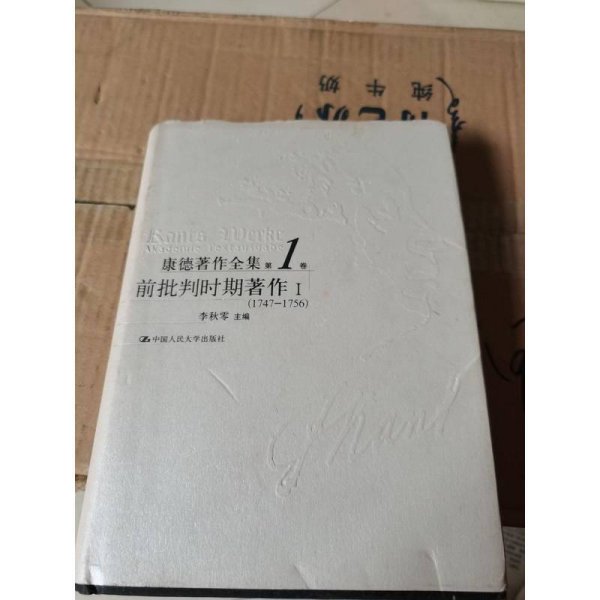 纯牛奶
Kants Werke
康德著作全集 第1卷
前批判时期著作 I
(1747-1756)
李秋零 主编
中国人民大学出版社
Kant